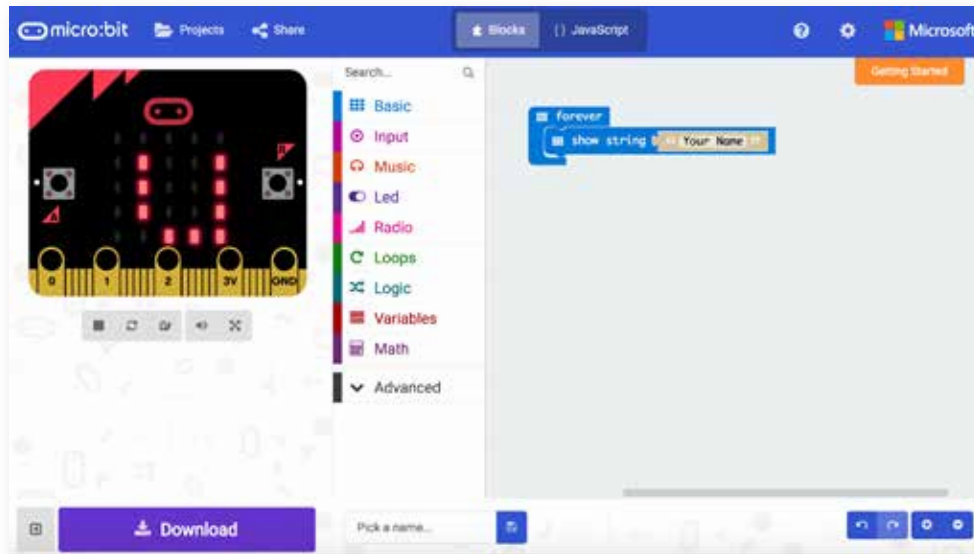 micro:bit Projects Share Blocks {} JavaScript Microsoft
Getting Started
Search...
Basic
Input
Music
Led
Radio
Loops
Logic
Variables
Math
Advanced
forever
show string " Your Name "
B
A
0 1 2 3V GND
Download
Pick a name...